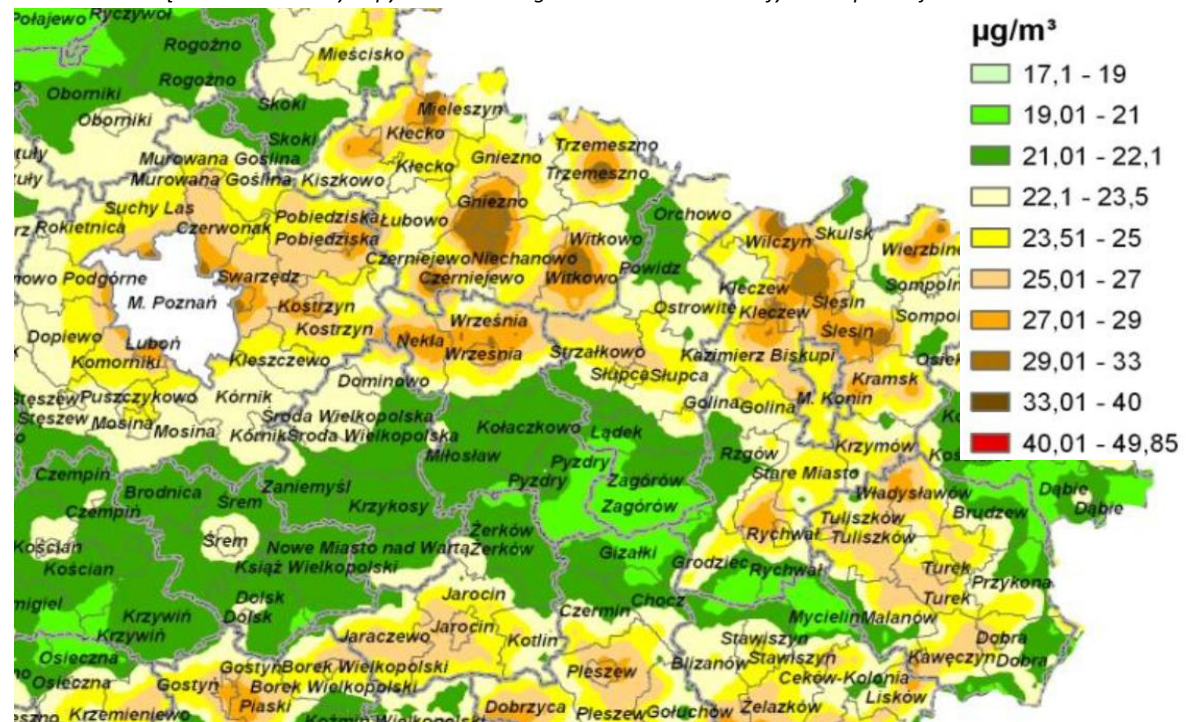 Połajewo Ryczywół
Rogoźno
Mieścisko
Rogoźno
Oborniki
Skoki
Oborniki
Mieleszyn
Skoki
Kłecko
Murowana Goślina
Kłecko
Gniezno
Trzemeszno
Murowana Goślina Kiszkowo
Trzemeszno
Suchy Las
Gniezno
Orchowo
Rokietnica
Czerwonak
Pobiedziska
Łubowo
Pobiedziska
Witkowo
Wilczyn
Skulsk
Podgórne
Swarzędz
Czerniejewo
Niechanowo
Powidz
Czerniejewo
Witkowo
Kleczew
M. Poznań
Kostrzyn
Ostrowite
Kleczew
Ślesin
Dopiewo
Luboń
Kostrzyn
Września
Nekla
Września
Ślesin
Komorniki
Kleszczewo
Strzałkowo
Kazimierz Biskupi
Dominowo
Słupca
Słupca
Kramsk
Stęszew
Puszczykowo
Kórnik
Golina
Golina
M. Konin
Stęszew
Mosina
Mosina
Kórnik
Środa Wielkopolska
Środa Wielkopolska
Kołaczkowo
Lądek
Krzymów
Miłosław
Rzgów
Stare Miasto
Czempiń
Pyzdry
Zagórów
Brodnica
Zaniemyśl
Pyzdry
Władysławów
Dąbie
Czempiń
Śrem
Krzykosy
Zagórów
Tuliszków
Brudzew
Dąbie
Kościan
Śrem
Żerków
Rychwał
Tuliszków
Nowe Miasto nad Wartą
Żerków
Gizałki
Kościan
Książ Wielkopolski
Grodziec
Rychwał
Turek
Przykona
Dolsk
Jarocin
Chocz
Turek
Krzywiń
Dolsk
Czermin
Mycielin
Malanów
Krzywiń
Jaraczewo
Jarocin
Kotlin
Stawiszyn
Dobra
Osieczna
Gostyń
Borek Wielkopolski
Pleszew
Blizanów
Stawiszyn
Kawęczyn
Dobra
Osieczna
Gostyń
Borek Wielkopolski
Ceków-Kolonia
Piaski
Lisków
Krzemieniewo
Dobrzyca
Pleszew
Gołuchów
Żelazków
µg/m³
17,1 - 19
19,01 - 21
21,01 - 22,1
22,1 - 23,5
23,51 - 25
25,01 - 27
27,01 - 29
29,01 - 33
33,01 - 40
40,01 - 49,85